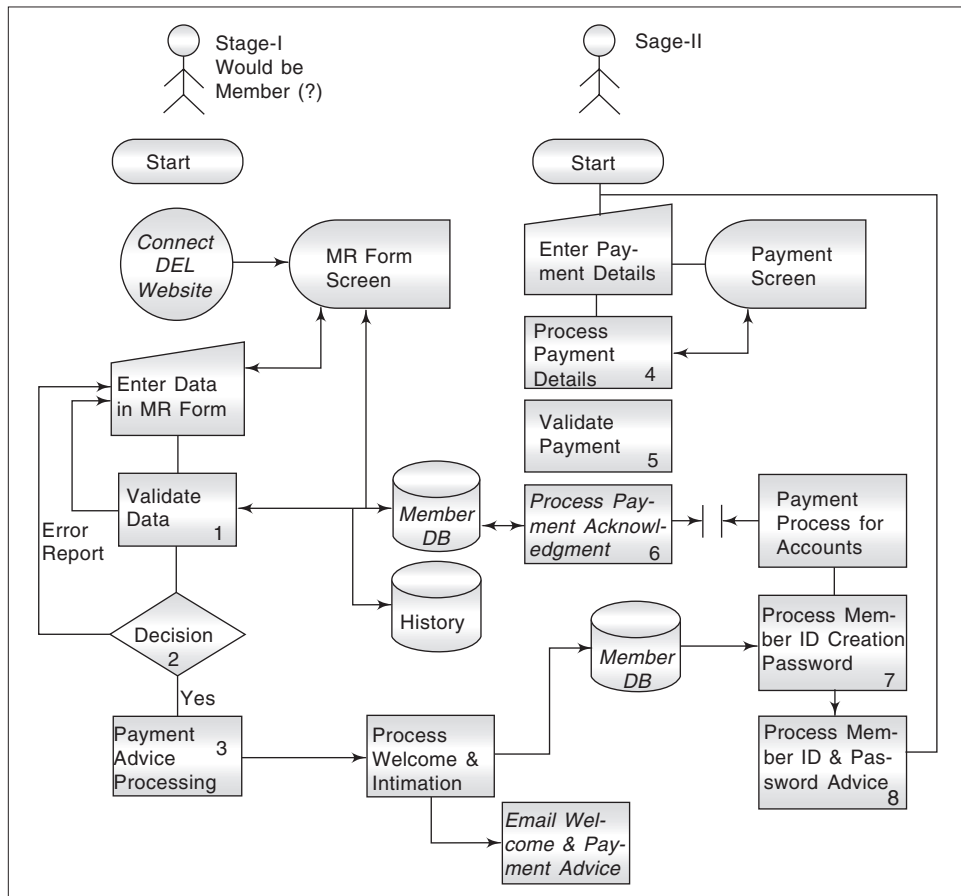 Stage-I
Would be
Member (?)
Sage-II
Start
Start
Connect
DEL
Website
MR Form
Screen
Enter Pay-
ment Details
Payment
Screen
Process
Payment
Details
4
Enter Data
in MR Form
Validate
Payment
5
Validate
Data
1
Error
Report
Member
DB
Process Pay-
ment Acknowl-
edgment
6
Payment
Process for
Accounts
History
Decision
2
Yes
Member
DB
Process Mem-
ber ID Creation
Password
7
Payment
Advice
Processing
3
Process
Welcome &
Intimation
Process Mem-
ber ID & Pas-
sword Advice
8
Email Wel-
come & Pay-
ment Advice